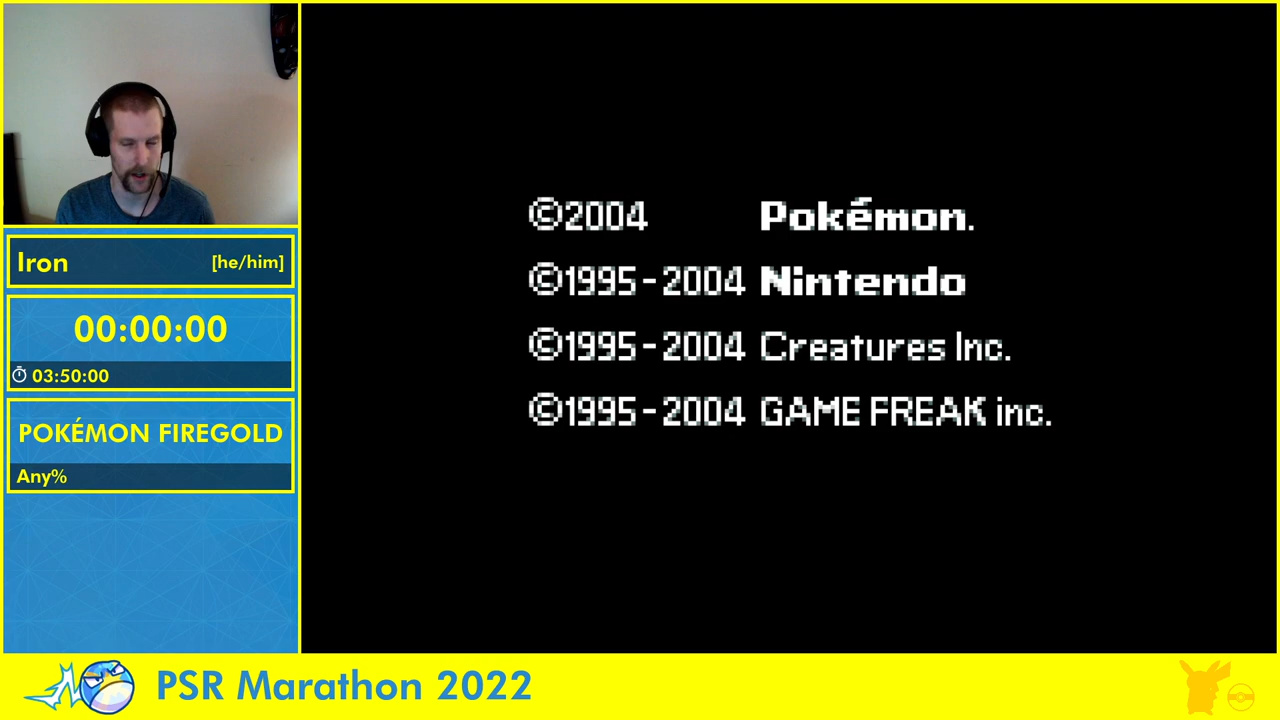 Iron [he/him]
00:00:00
03:50:00
POKÉMON FIREGOLD
Any%
©2004 Pokémon.
©1995-2004 Nintendo
©1995-2004 Creatures Inc.
©1995-2004 GAME FREAK inc.
PSR Marathon 2022